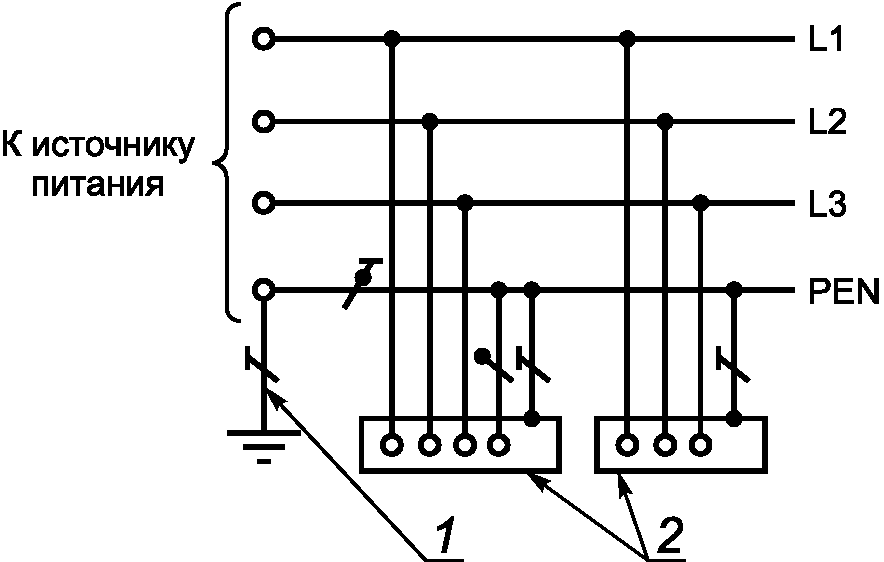 L1
L2
К источнику
питания
L3
PEN
1
2